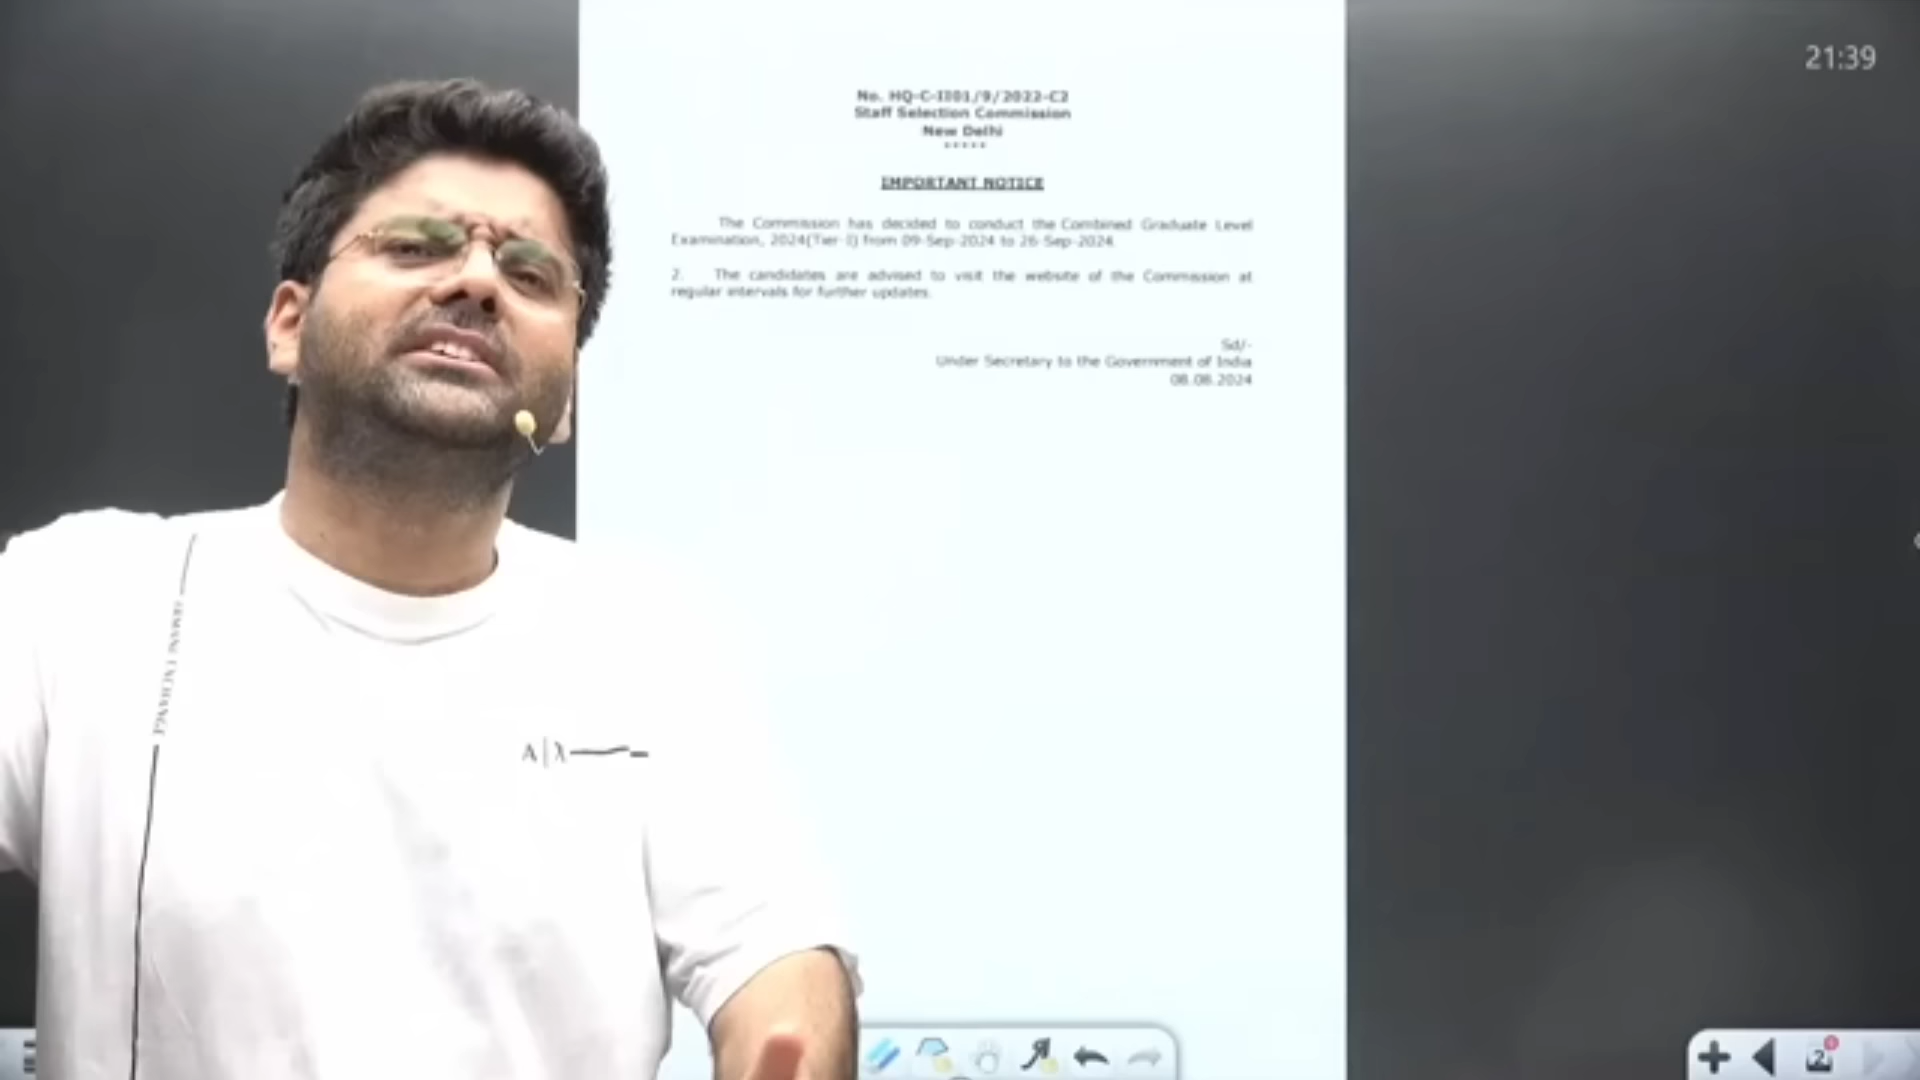 21:39
No. HQ-C-II01/9/2022-C2
Staff Selection Commission
New Delhi
*****
IMPORTANT NOTICE
The Commission has decided to conduct the Combined Graduate Level
Examination, 2024(Tier-I) from 09-Sep-2024 to 26-Sep-2024.
2. The candidates are advised to visit the website of the Commission at
regular intervals for further updates.
Sd/-
Under Secretary to the Government of India
08.08.2024
A|X
2